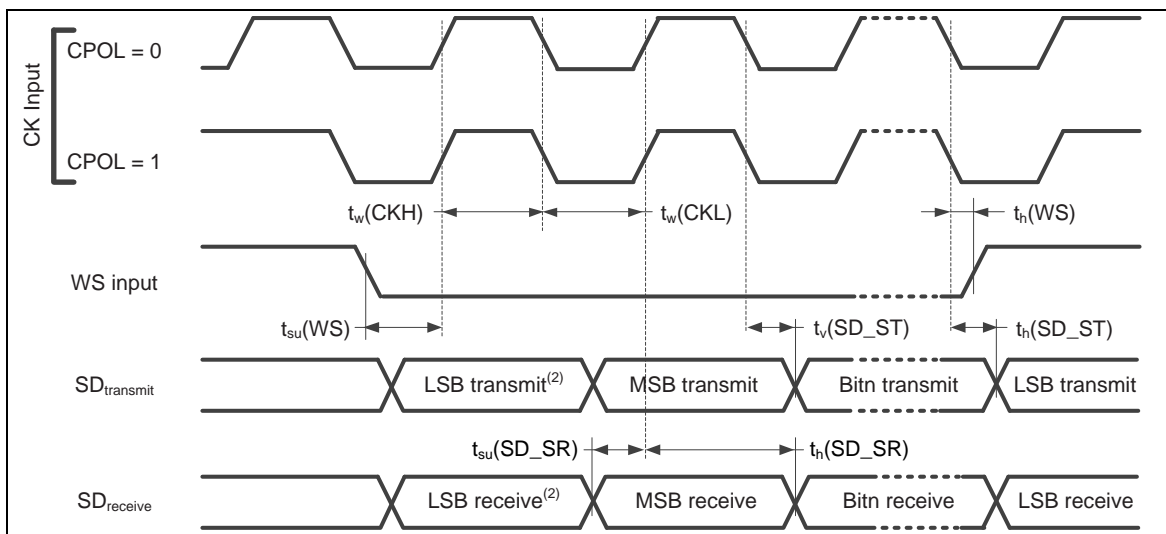 CK Input
CPOL = 0
CPOL = 1
tw(CKH)
tw(CKL)
th(WS)
WS input
tsu(WS)
tv(SD_ST)
th(SD_ST)
SDtransmit
LSB transmit(2)
MSB transmit
Bitn transmit
LSB transmit
tsu(SD_SR)
th(SD_SR)
SDreceive
LSB receive(2)
MSB receive
Bitn receive
LSB receive